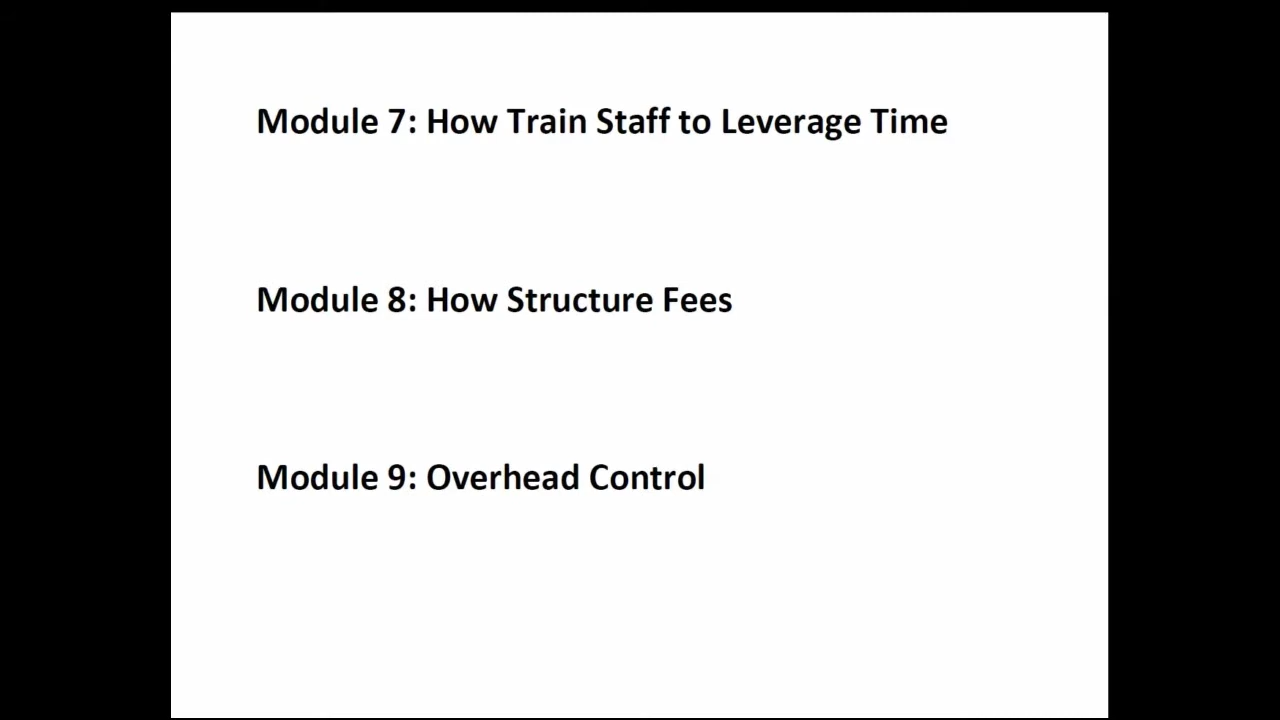 Module 7: How Train Staff to Leverage Time
Module 8: How Structure Fees
Module 9: Overhead Control